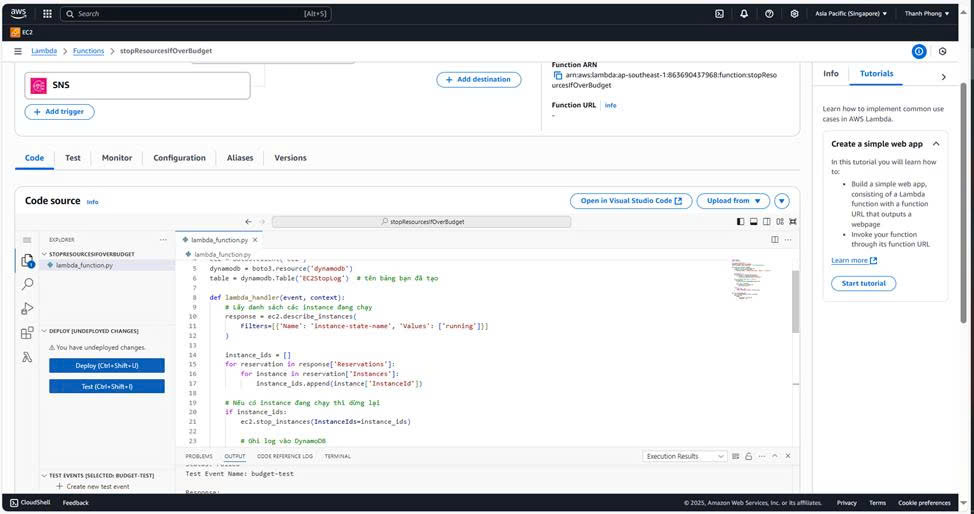 aws
Search [Alt+S]
Asia Pacific (Singapore) Thanh Phong
EC2
Lambda Functions stopResourcesIfOverBudget
SNS
+ Add trigger
+ Add destination
Function ARN
arn:aws:lambda:ap-southeast-1:863690437968:function:stopReso
urcesIfOverBudget
Function URL Info
-
Info Tutorials
Learn how to implement common use
cases in AWS Lambda.
Create a simple web app
In this tutorial you will learn how
to:
• Build a simple web app,
consisting of a Lambda
function with a function
URL that outputs a
webpage
• Invoke your function
through its function URL
Learn more
Start tutorial
Code Test Monitor Configuration Aliases Versions
Code source Info
Open in Visual Studio Code Upload from
stopResourcesIfOverBudget
EXPLORER
STOPRESOURCESIFOVERBUDGET
lambda_function.py
DEPLOY [UNDEPLOYED CHANGES]
You have undeployed changes.
Deploy (Ctrl+Shift+U)
Test (Ctrl+Shift+I)
TEST EVENTS [SELECTED: BUDGET-TEST]
+ Create new test event
lambda_function.py
lambda_function.py
5 dynamodb = boto3.resource('dynamodb')
6 table = dynamodb.Table('EC2StopLog') # tên bảng bạn đã tạo
7
8 def lambda_handler(event, context):
9 # Lấy danh sách các instance đang chạy
10 response = ec2.describe_instances(
11 Filters=[{'Name': 'instance-state-name', 'Values': ['running']}]
12 )
13
14 instance_ids = []
15 for reservation in response['Reservations']:
16 for instance in reservation['Instances']:
17 instance_ids.append(instance['InstanceId'])
18
19 # Nếu có instance đang chạy thì dừng lại
20 if instance_ids:
21 ec2.stop_instances(InstanceIds=instance_ids)
22
23 # Ghi log vào DynamoDB
PROBLEMS OUTPUT CODE REFERENCE LOG TERMINAL Execution Results
Status: Failed
Test Event Name: budget-test
Response:
CloudShell Feedback © 2025, Amazon Web Services, Inc. or its affiliates. Privacy Terms Cookie preferences